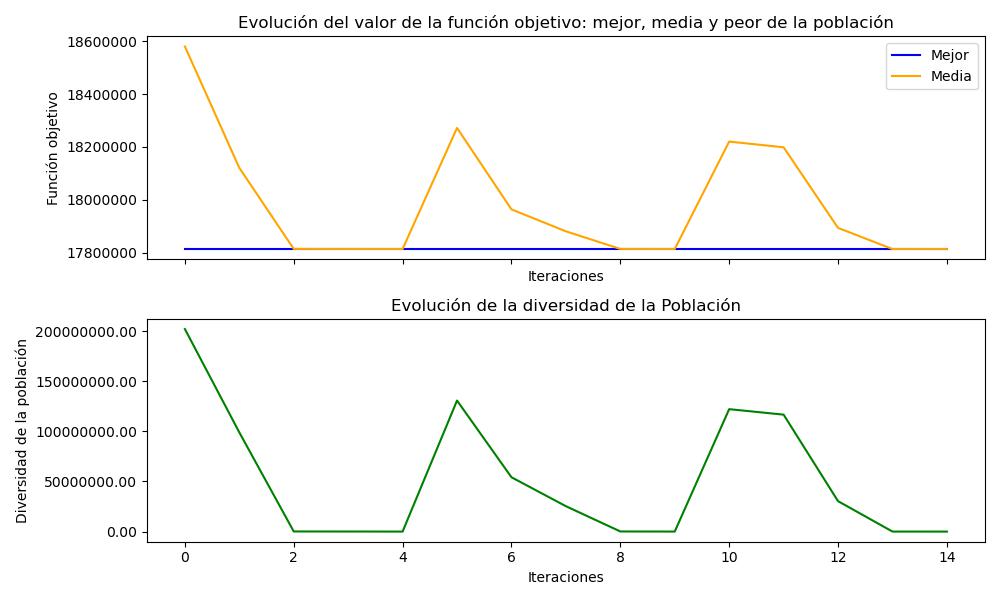 Evolución del valor de la función objetivo: mejor, media y peor de la población
Función objetivo
18600000
18400000
18200000
18000000
17800000
Mejor
Media
Iteraciones
Evolución de la diversidad de la Población
Diversidad de la población
200000000.00
150000000.00
100000000.00
50000000.00
0.00
0 2 4 6 8 10 12 14
Iteraciones